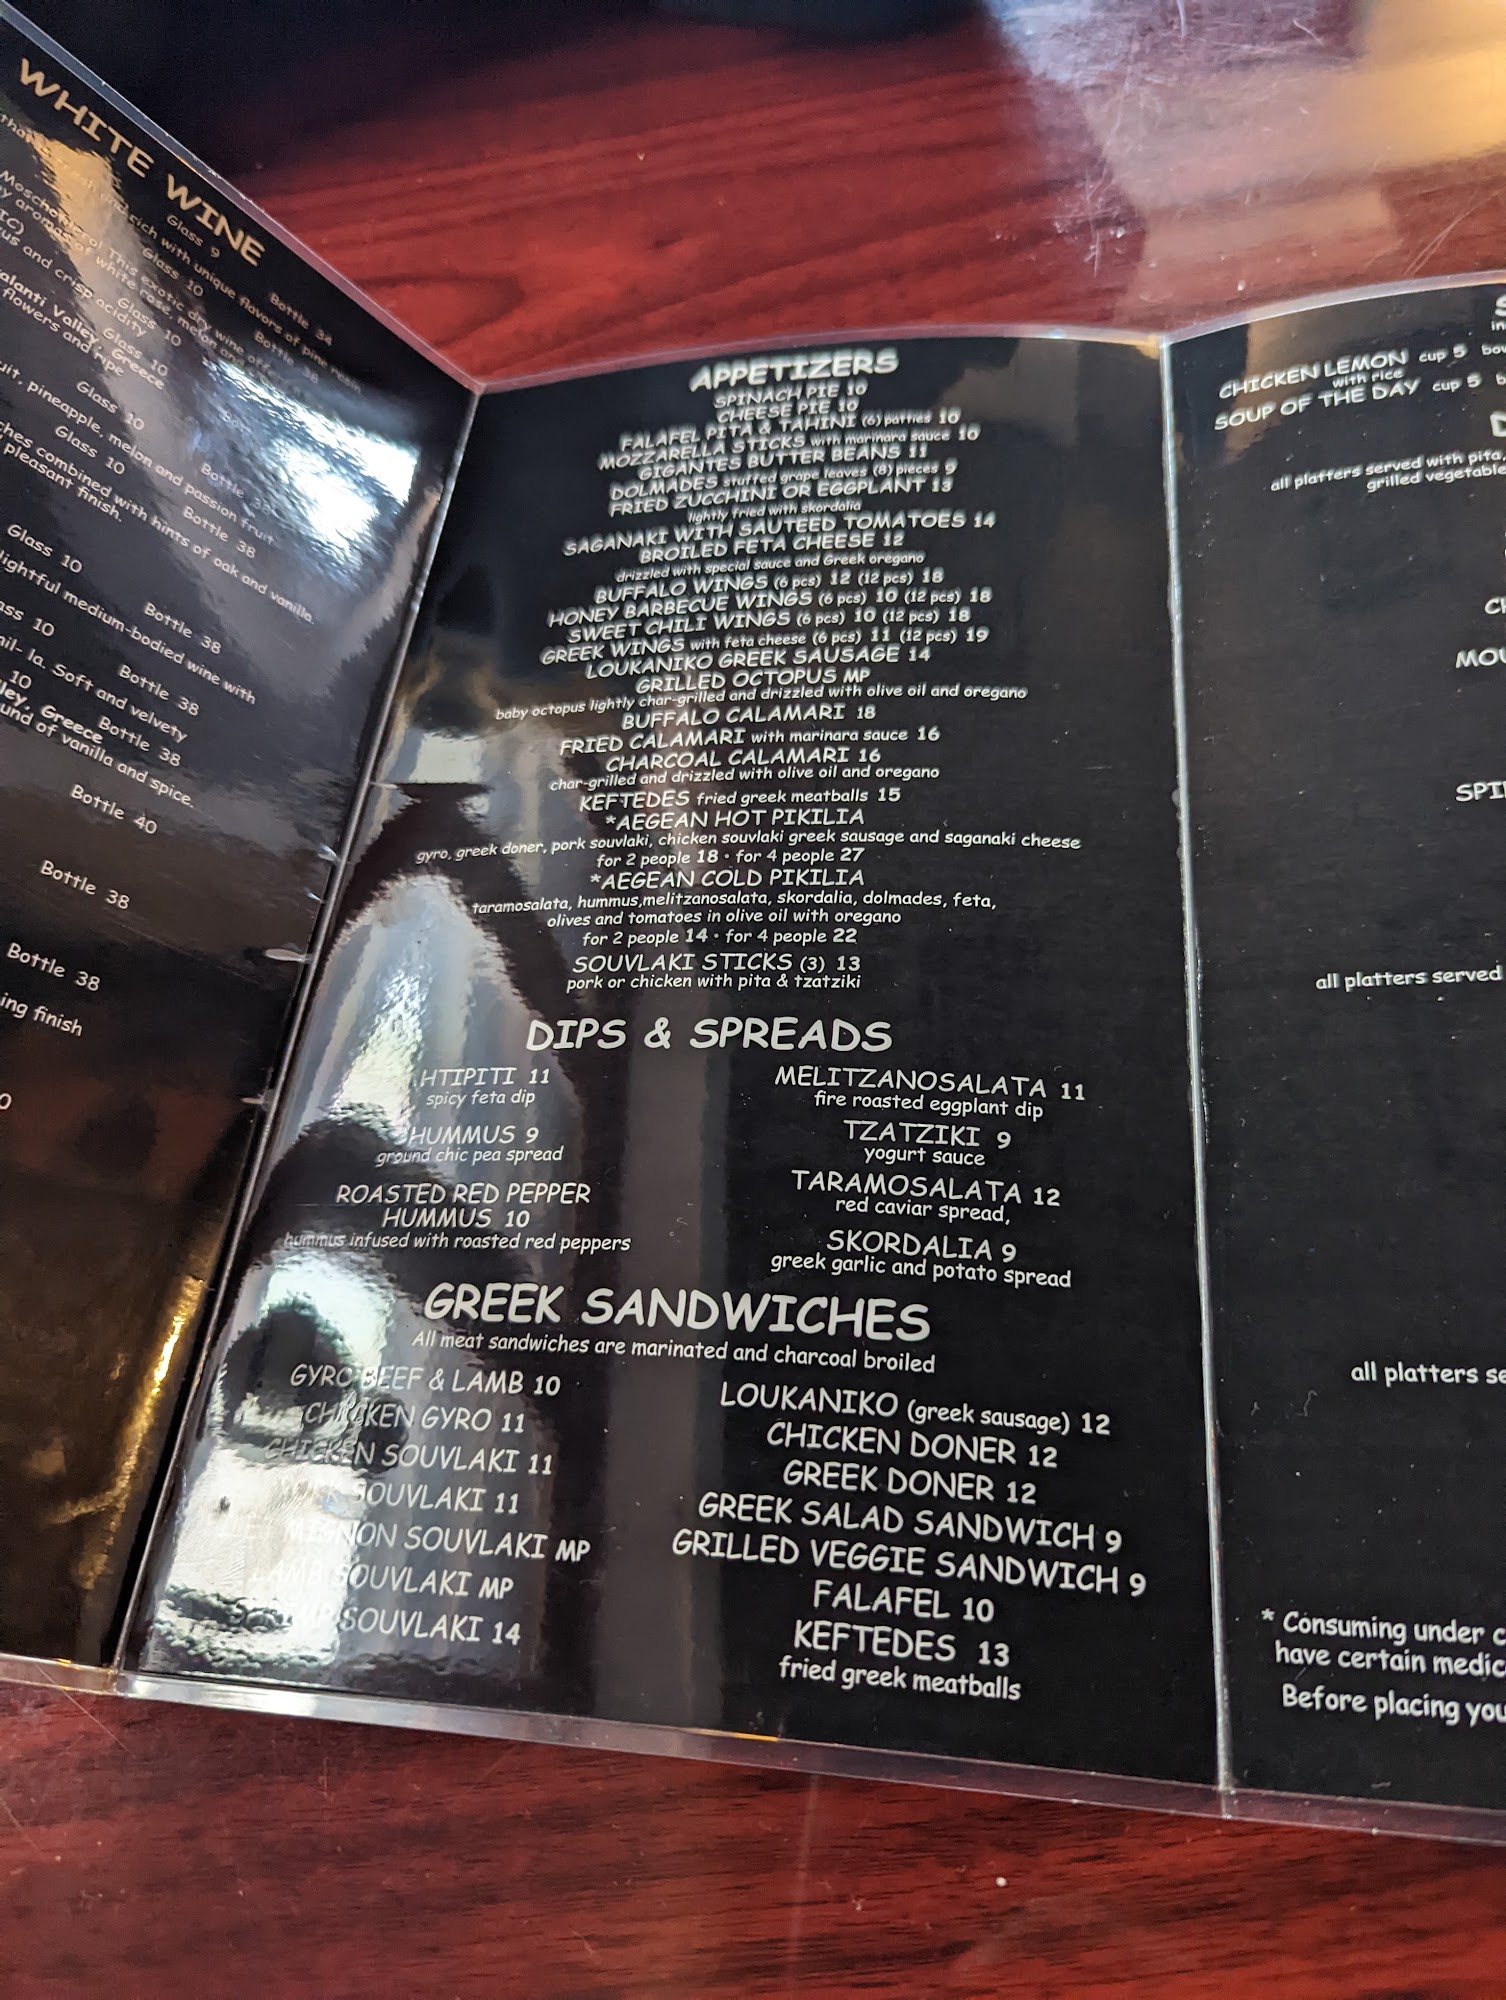 WHITE WINE
Glass 9 Bottle 34
rich with unique flavors of pine resin
Glass 10 Bottle 38
This exotic dry wine
aromas of white rose, melon and
Glass 10
and crisp acidity
Valley, Greece Glass 10
flowers and ripe
Glass 10 Bottle
pineapple, melon and passion fruit
Glass 10 Bottle 38
combined with hints of oak and vanilla
pleasant finish.
Glass 10 Bottle 38
medium-bodied wine with
10 Bottle 38
la. Soft and velvety
10 Bottle 38
Greece
of vanilla and spice.
Bottle 40
Bottle 38
Bottle 38
finish
APPETIZERS
SPINACH PIE 10
CHEESE PIE 10
FALAFEL PITA & TAHINI (6) patties 10
MOZZARELLA STICKS with marinara sauce 10
GIGANTES BUTTER BEANS 11
DOLMADES stuffed grape leaves (8) pieces 9
FRIED ZUCCHINI OR EGGPLANT 13
lightly fried with skordalia
SAGANAKI WITH SAUTEED TOMATOES 14
BROILED FETA CHEESE 12
drizzled with special sauce and Greek oregano
BUFFALO WINGS (6 pcs) 12 (12 pcs) 18
HONEY BARBECUE WINGS (6 pcs) 10 (12 pcs) 18
SWEET CHILI WINGS (6 pcs) 10 (12 pcs) 18
GREEK WINGS with feta cheese (6 pcs) 11 (12 pcs) 19
LOUKANIKO GREEK SAUSAGE 14
GRILLED OCTOPUS MP
baby octopus lightly char-grilled and drizzled with olive oil and oregano
BUFFALO CALAMARI 18
FRIED CALAMARI with marinara sauce 16
CHARCOAL CALAMARI 16
char-grilled and drizzled with olive oil and oregano
KEFTEDES fried greek meatballs 15
*AEGEAN HOT PIKILIA
gyro, greek doner, pork souvlaki, chicken souvlaki greek sausage and saganaki cheese
for 2 people 18 • for 4 people 27
*AEGEAN COLD PIKILIA
taramosalata, hummus,melitzanosalata, skordalia, dolmades, feta,
olives and tomatoes in olive oil with oregano
for 2 people 14 • for 4 people 22
SOUVLAKI STICKS (3) 13
pork or chicken with pita & tzatziki
DIPS & SPREADS
HTIPITI 11
spicy feta dip
HUMMUS 9
ground chic pea spread
ROASTED RED PEPPER
HUMMUS 10
hummus infused with roasted red peppers
MELITZANOSALATA 11
fire roasted eggplant dip
TZATZIKI 9
yogurt sauce
TARAMOSALATA 12
red caviar spread,
SKORDALIA 9
greek garlic and potato spread
GREEK SANDWICHES
All meat sandwiches are marinated and charcoal broiled
GYRO BEEF & LAMB 10
CHICKEN GYRO 11
CHICKEN SOUVLAKI 11
SOUVLAKI 11
MIGNON SOUVLAKI MP
LAMB SOUVLAKI MP
SOUVLAKI 14
LOUKANIKO (greek sausage) 12
CHICKEN DONER 12
GREEK DONER 12
GREEK SALAD SANDWICH 9
GRILLED VEGGIE SANDWICH 9
FALAFEL 10
KEFTEDES 13
fried greek meatballs
CHICKEN LEMON cup 5
with rice
SOUP OF THE DAY cup 5
all platters served with pita,
grilled
all platters served
all platters
* Consuming under
have certain
Before placing